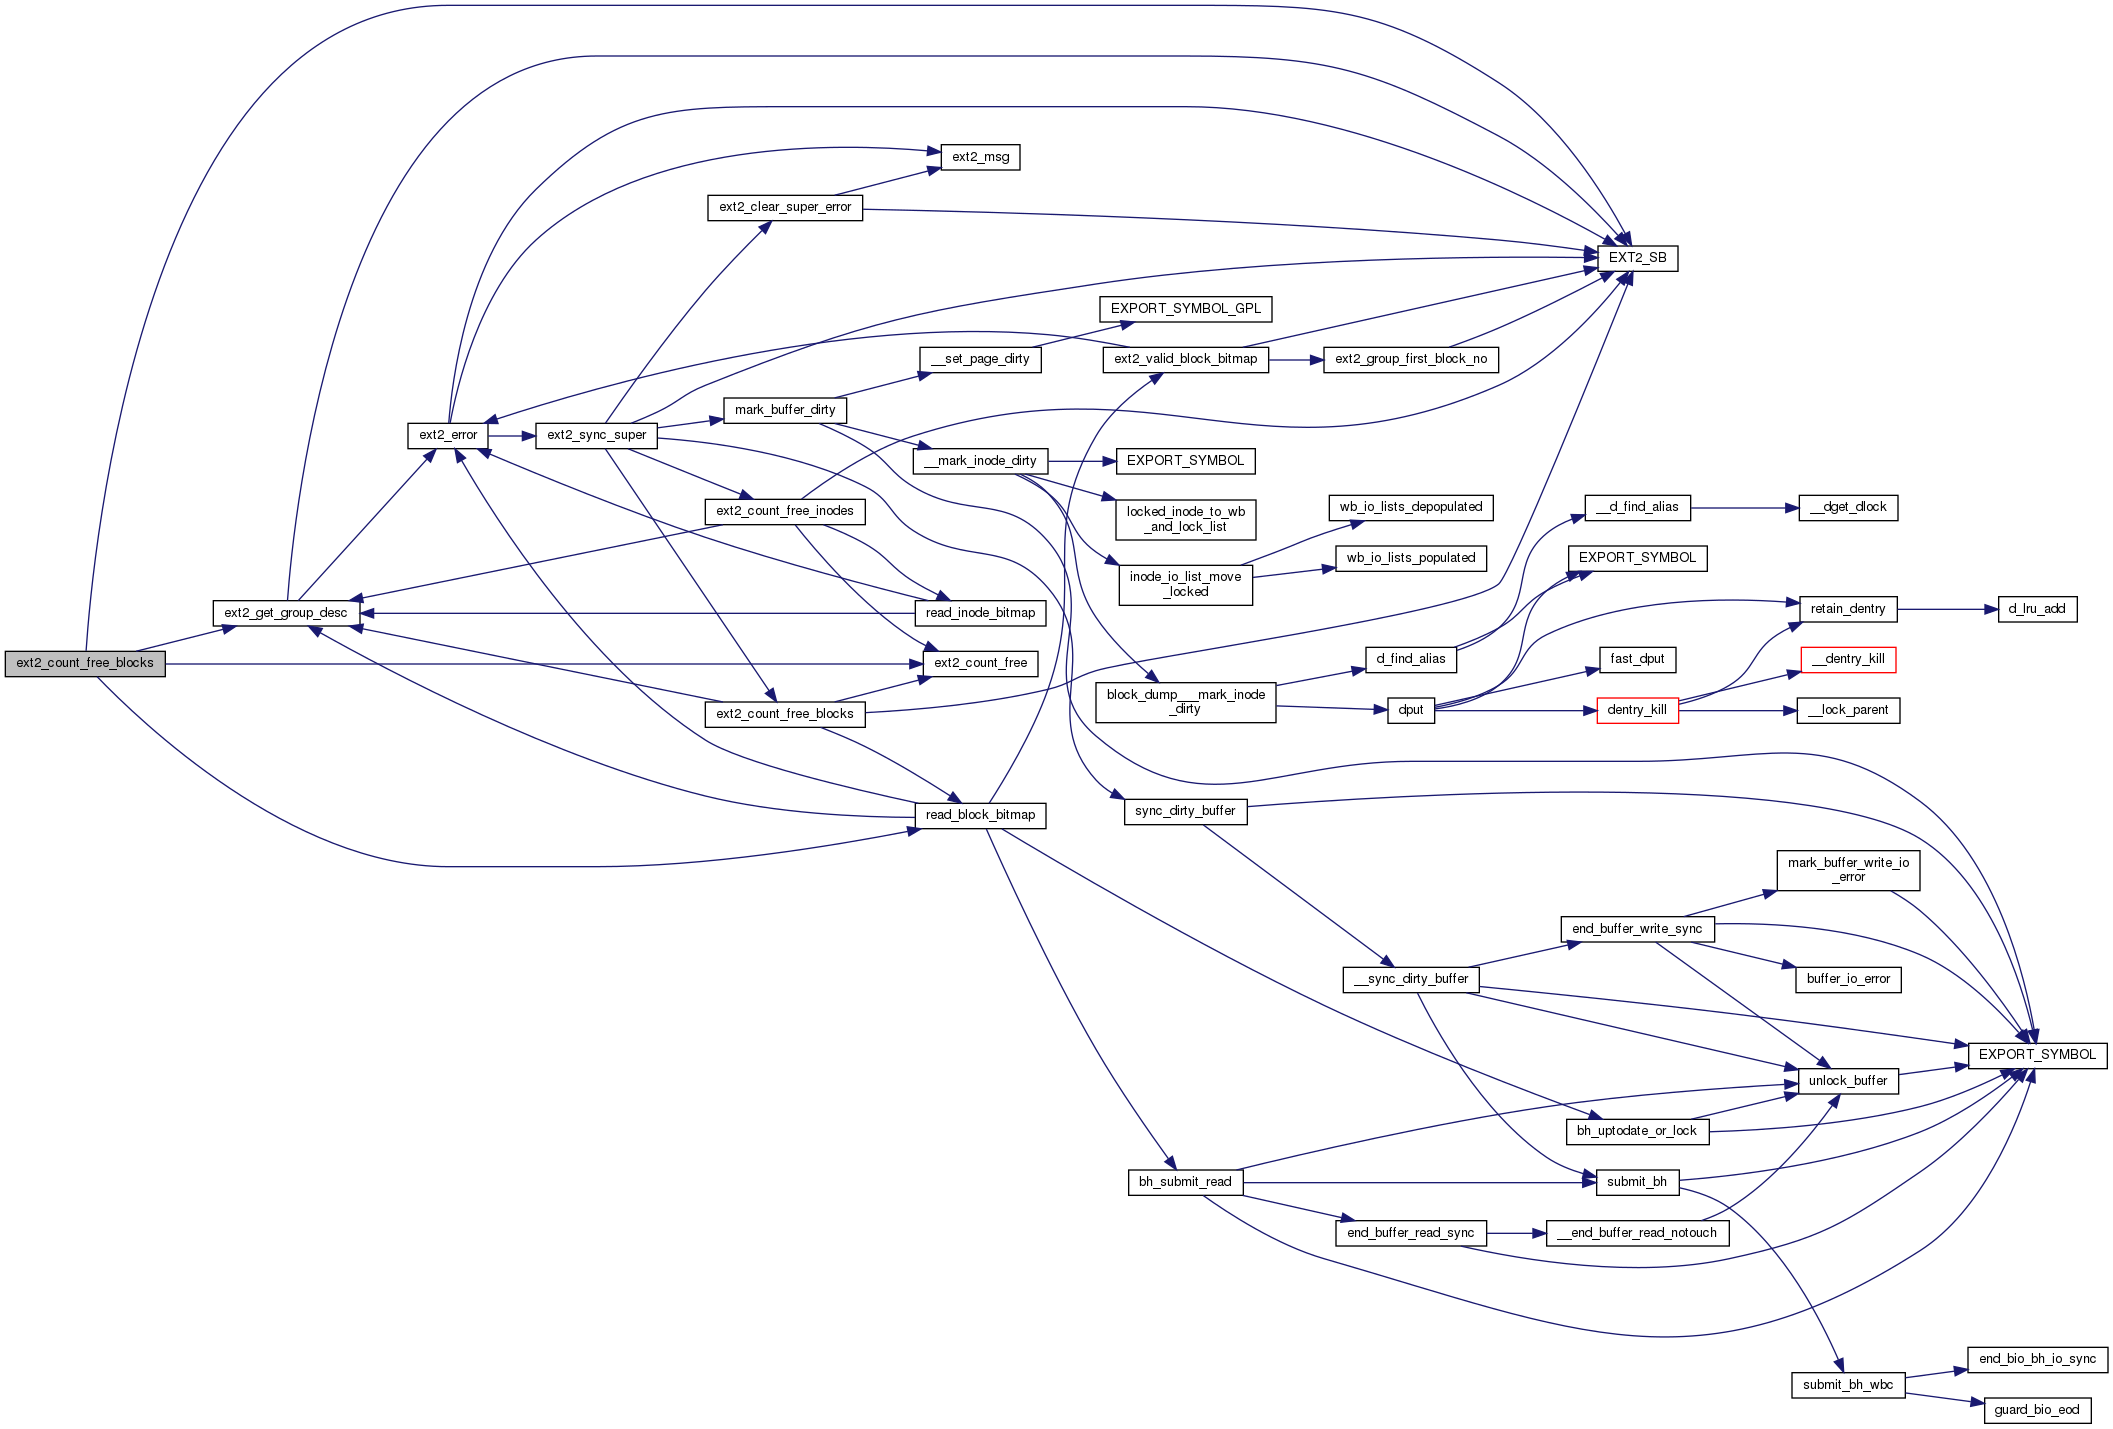 ext2_msg
ext2_clear_super_error
EXT2_SB
EXPORT_SYMBOL_GPL
__set_page_dirty
ext2_valid_block_bitmap
ext2_group_first_block_no
mark_buffer_dirty
ext2_error
ext2_sync_super
__mark_inode_dirty
EXPORT_SYMBOL
ext2_count_free_inodes
locked_inode_to_wb
_and_lock_list
wb_io_lists_depopulated
__d_find_alias
__dget_dlock
wb_io_lists_populated
EXPORT_SYMBOL
inode_io_list_move
_locked
ext2_get_group_desc
read_inode_bitmap
retain_dentry
d_lru_add
ext2_count_free_blocks
ext2_count_free
d_find_alias
fast_dput
__dentry_kill
block_dump___mark_inode
_dirty
ext2_count_free_blocks
dput
dentry_kill
__lock_parent
read_block_bitmap
sync_dirty_buffer
mark_buffer_write_io
_error
end_buffer_write_sync
__sync_dirty_buffer
buffer_io_error
EXPORT_SYMBOL
unlock_buffer
bh_uptodate_or_lock
bh_submit_read
submit_bh
end_buffer_read_sync
__end_buffer_read_notouch
end_bio_bh_io_sync
submit_bh_wbc
guard_bio_eod